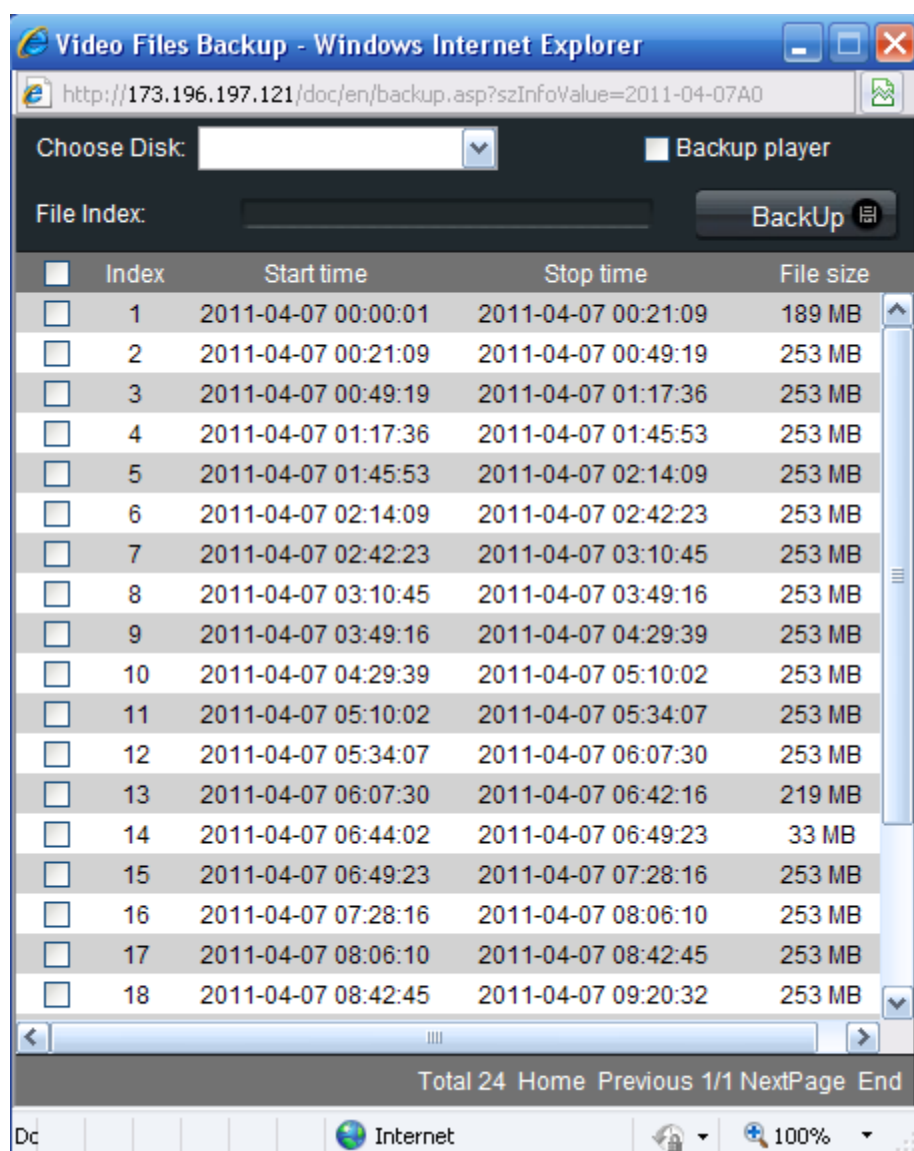 Video Files Backup - Windows Internet Explorer
http://173.196.197.121/doc/en/backup.asp?szInfoValue=2011-04-07A0
Choose Disk: Backup player
File Index: BackUp
Index Start time Stop time File size
1 2011-04-07 00:00:01 2011-04-07 00:21:09 189 MB
2 2011-04-07 00:21:09 2011-04-07 00:49:19 253 MB
3 2011-04-07 00:49:19 2011-04-07 01:17:36 253 MB
4 2011-04-07 01:17:36 2011-04-07 01:45:53 253 MB
5 2011-04-07 01:45:53 2011-04-07 02:14:09 253 MB
6 2011-04-07 02:14:09 2011-04-07 02:42:23 253 MB
7 2011-04-07 02:42:23 2011-04-07 03:10:45 253 MB
8 2011-04-07 03:10:45 2011-04-07 03:49:16 253 MB
9 2011-04-07 03:49:16 2011-04-07 04:29:39 253 MB
10 2011-04-07 04:29:39 2011-04-07 05:10:02 253 MB
11 2011-04-07 05:10:02 2011-04-07 05:34:07 253 MB
12 2011-04-07 05:34:07 2011-04-07 06:07:30 253 MB
13 2011-04-07 06:07:30 2011-04-07 06:42:16 219 MB
14 2011-04-07 06:44:02 2011-04-07 06:49:23 33 MB
15 2011-04-07 06:49:23 2011-04-07 07:28:16 253 MB
16 2011-04-07 07:28:16 2011-04-07 08:06:10 253 MB
17 2011-04-07 08:06:10 2011-04-07 08:42:45 253 MB
18 2011-04-07 08:42:45 2011-04-07 09:20:32 253 MB
Total 24 Home Previous 1/1 NextPage End
Dc Internet 100%